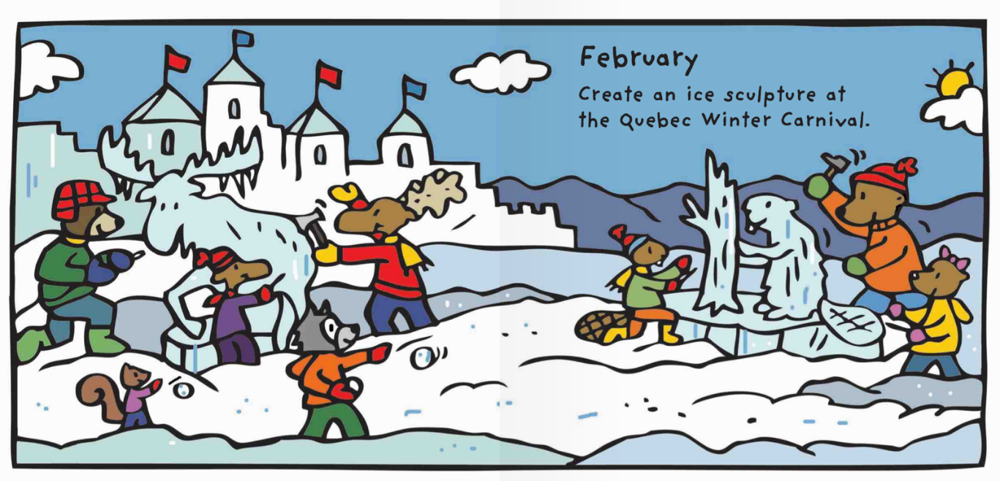 February
Create an ice sculpture at
the Quebec Winter Carnival.